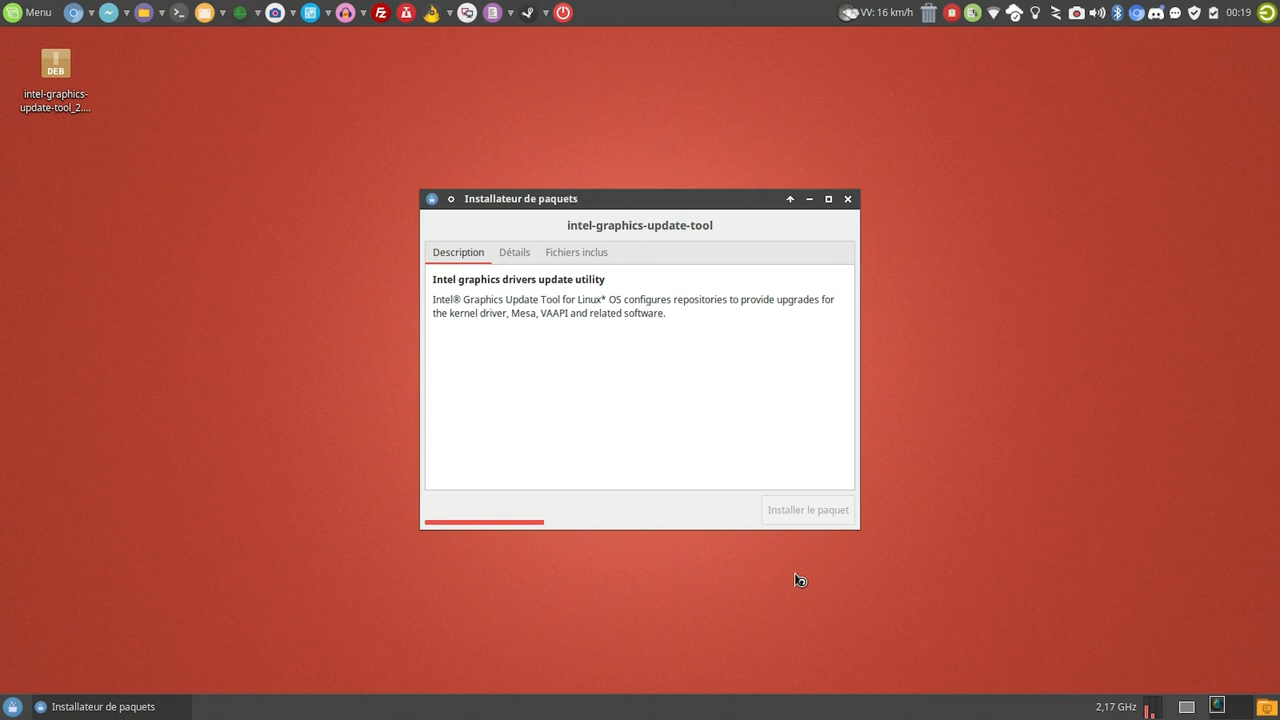 Menu
VV: 16 km/h
00:19
DEB
intel-graphics-
update-tool_2....
Installateur de paquets
intel-graphics-update-tool
Description Détails Fichiers inclus
Intel graphics drivers update utility
Intel® Graphics Update Tool for Linux* OS configures repositories to provide upgrades for
the kernel driver, Mesa, VAAPI and related software.
Installer le paquet
Installateur de paquets
2,17 GHz